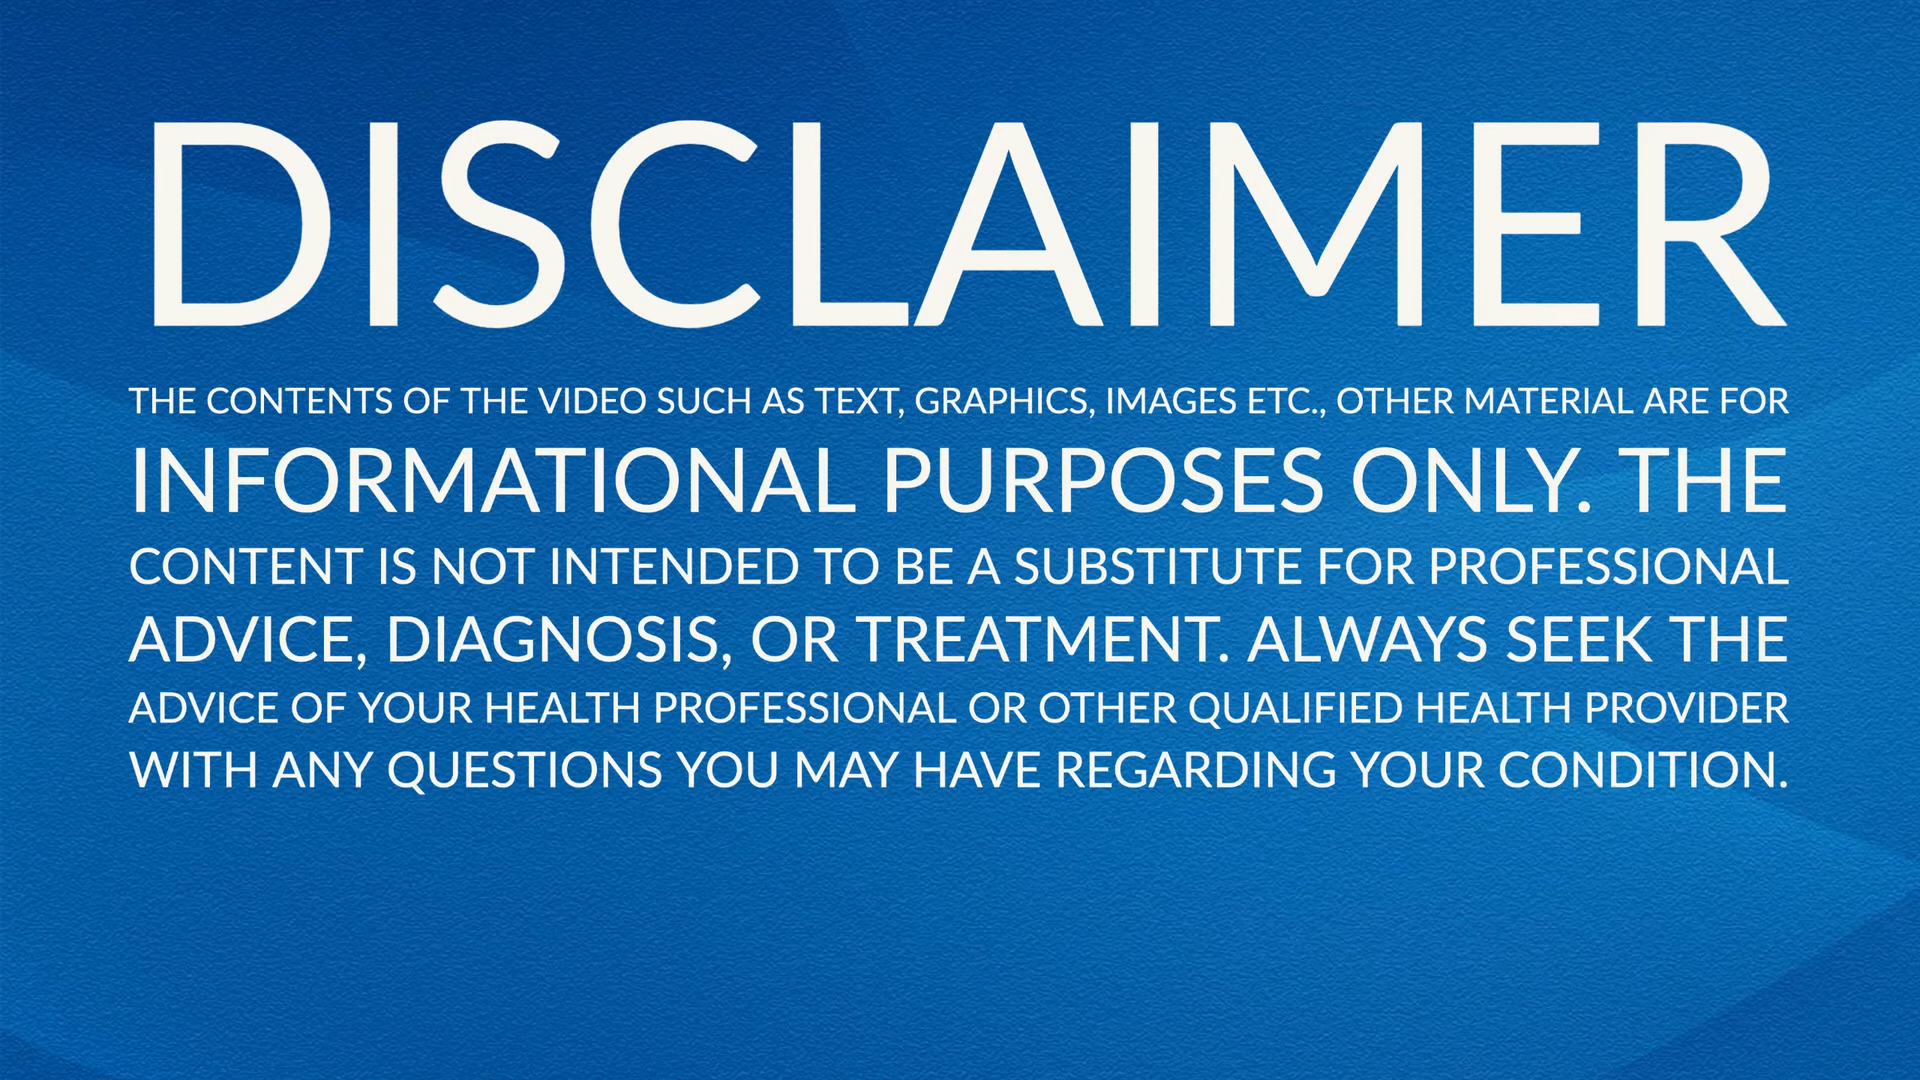 DISCLAIMER
THE CONTENTS OF THE VIDEO SUCH AS TEXT, GRAPHICS, IMAGES ETC., OTHER MATERIAL ARE FOR
INFORMATIONAL PURPOSES ONLY. THE
CONTENT IS NOT INTENDED TO BE A SUBSTITUTE FOR PROFESSIONAL
ADVICE, DIAGNOSIS, OR TREATMENT. ALWAYS SEEK THE
ADVICE OF YOUR HEALTH PROFESSIONAL OR OTHER QUALIFIED HEALTH PROVIDER
WITH ANY QUESTIONS YOU MAY HAVE REGARDING YOUR CONDITION.